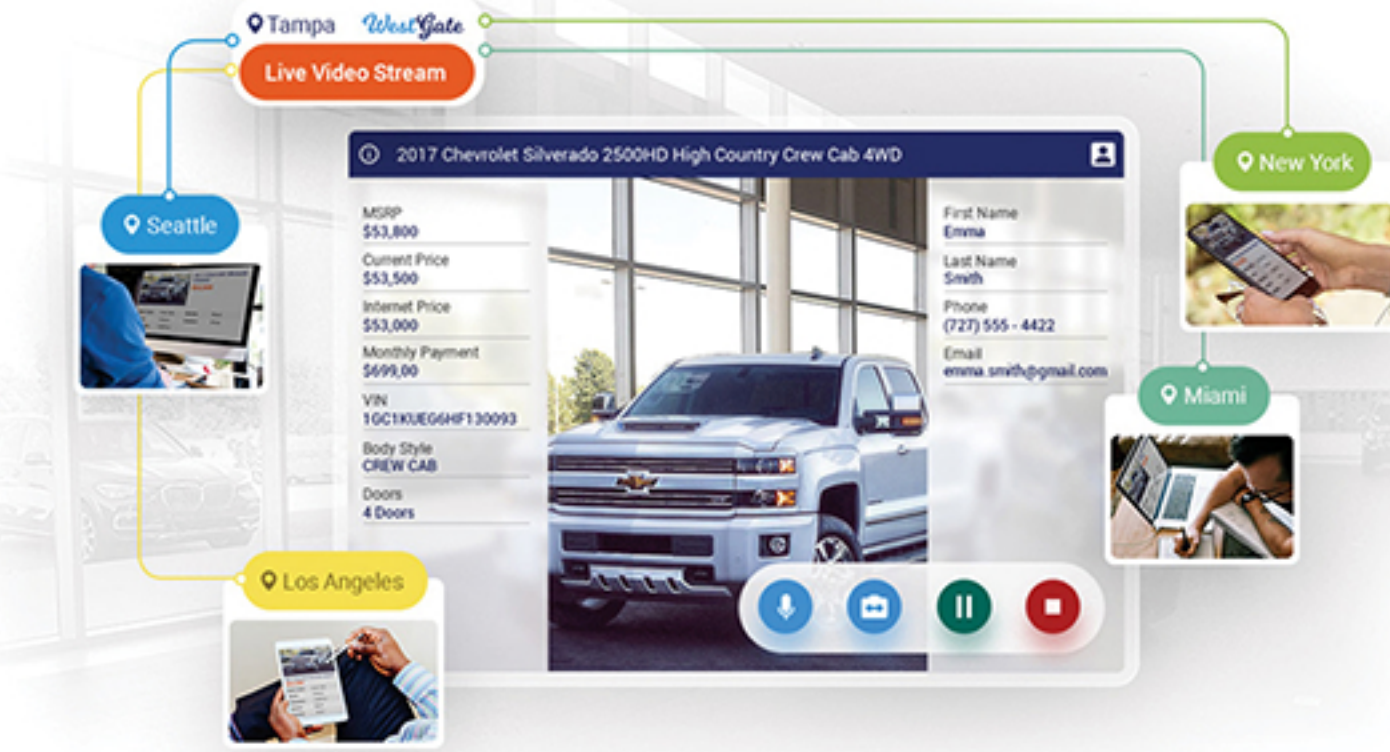 Tampa WestGate
Live Video Stream
2017 Chevrolet Silverado 2500HD High Country Crew Cab 4WD
New York
Seattle
MSRP
$53,800
Current Price
$53,500
Internet Price
$53,000
Monthly Payment
$699,00
VIN
1GC1KUEG6HF130093
Body Style
CREW CAB
Doors
4 Doors
First Name
Emma
Last Name
Smith
Phone
(727) 555 - 4422
Email
emma.smith@gmail.com
Miami
Los Angeles